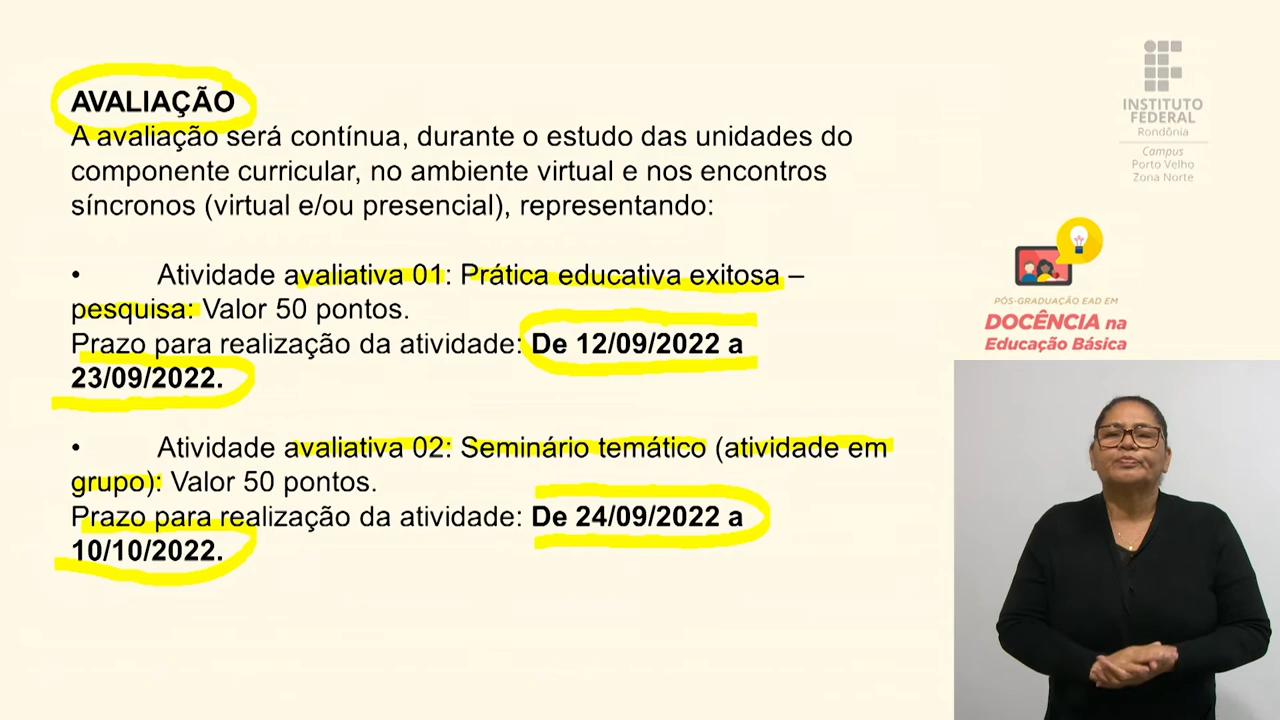 AVALIAÇÃO
A avaliação será contínua, durante o estudo das unidades do
componente curricular, no ambiente virtual e nos encontros
síncronos (virtual e/ou presencial), representando:
• Atividade avaliativa 01: Prática educativa exitosa –
pesquisa: Valor 50 pontos.
Prazo para realização da atividade: De 12/09/2022 a
23/09/2022.
• Atividade avaliativa 02: Seminário temático (atividade em
grupo): Valor 50 pontos.
Prazo para realização da atividade: De 24/09/2022 a
10/10/2022.
INSTITUTO
FEDERAL
Rondônia
Campus
Porto Velho
Zona Norte
PÓS-GRADUAÇÃO EAD EM
DOCÊNCIA na
Educação Básica